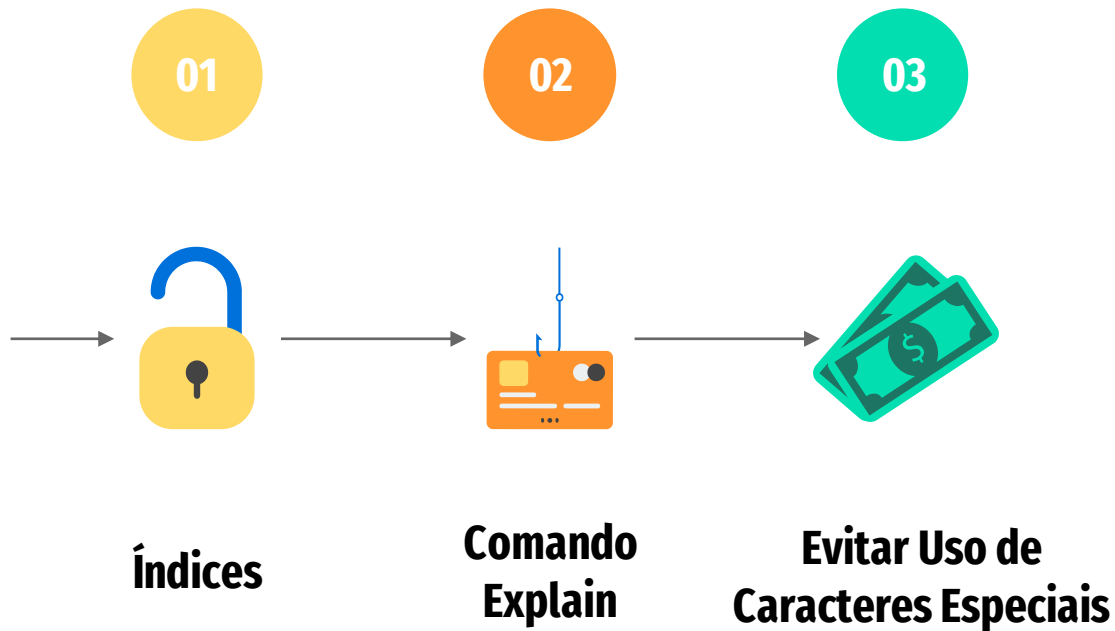 01
02
03
Índices
Comando
Explain
Evitar Uso de
Caracteres Especiais